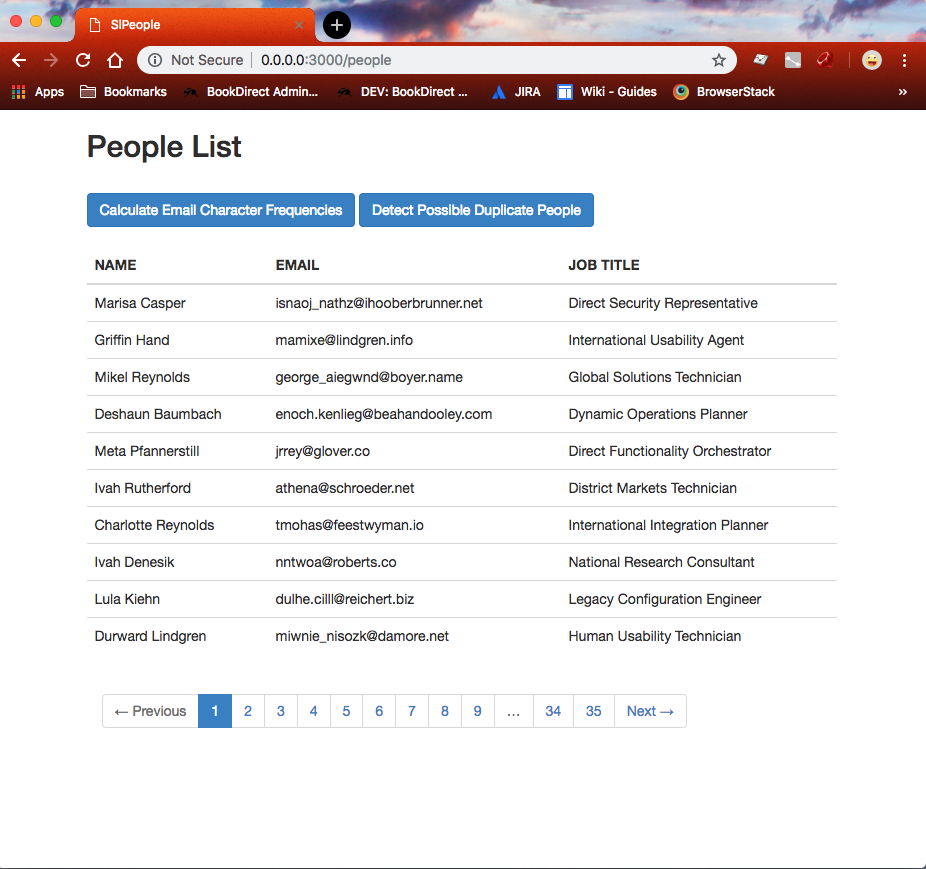 SIPeople
Not Secure 0.0.0.0:3000/people
Apps Bookmarks BookDirect Admin... DEV: BookDirect ... JIRA Wiki - Guides BrowserStack »
People List
Calculate Email Character Frequencies Detect Possible Duplicate People
NAME EMAIL JOB TITLE
Marisa Casper isnaoj_nathz@ihooberbrunner.net Direct Security Representative
Griffin Hand mamixe@lindgren.info International Usability Agent
Mikel Reynolds george_aiegwnd@boyer.name Global Solutions Technician
Deshaun Baumbach enoch.kenlieg@beahandooley.com Dynamic Operations Planner
Meta Pfannerstill jrrey@glover.co Direct Functionality Orchestrator
Ivah Rutherford athena@schroeder.net District Markets Technician
Charlotte Reynolds tmohas@feestwyman.io International Integration Planner
Ivah Denesik nntwoa@roberts.co National Research Consultant
Lula Kiehn dulhe.cilll@reichert.biz Legacy Configuration Engineer
Durward Lindgren miwnie_nisozk@damore.net Human Usability Technician
← Previous 1 2 3 4 5 6 7 8 9 ... 34 35 Next →